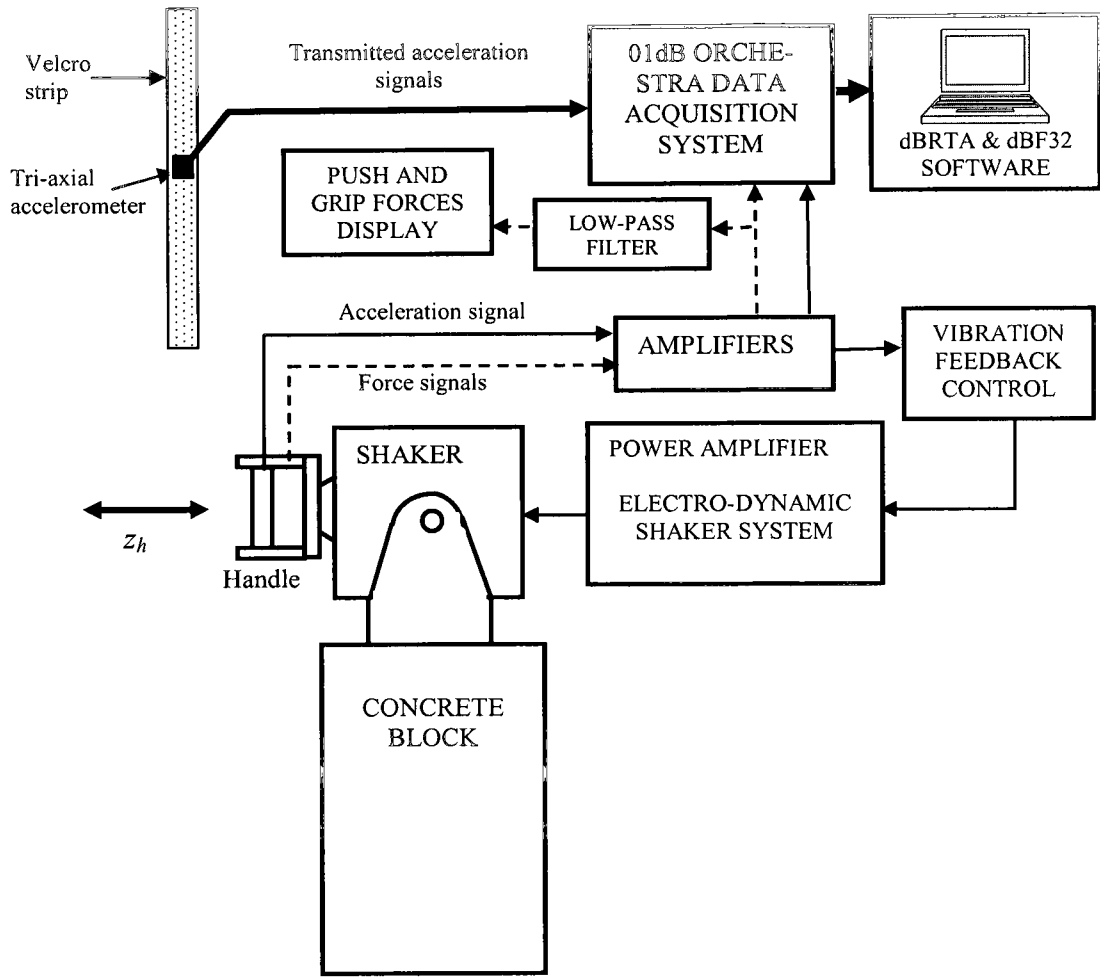 Velcro
strip
Tri-axial
accelerometer
Transmitted acceleration
signals
01dB ORCHE-
STRA DATA
ACQUISITION
SYSTEM
dBRTA & dBF32
SOFTWARE
PUSH AND
GRIP FORCES
DISPLAY
LOW-PASS
FILTER
Acceleration signal
Force signals
AMPLIFIERS
VIBRATION
FEEDBACK
CONTROL
SHAKER
POWER AMPLIFIER
ELECTRO-DYNAMIC
SHAKER SYSTEM
z_h
Handle
CONCRETE
BLOCK